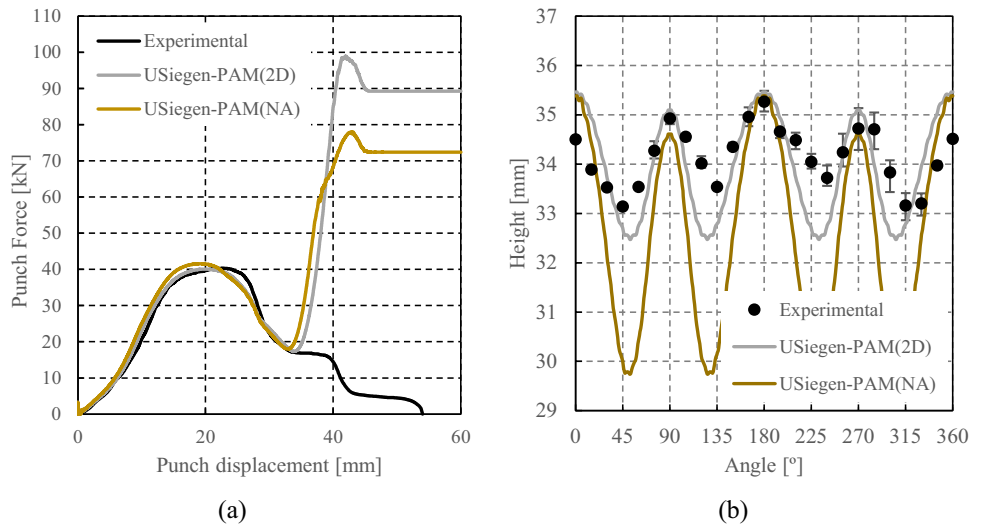 110
100
90
80
70
60
50
40
30
20
10
0
Punch Force [kN]
Experimental
USiegen-PAM(2D)
USiegen-PAM(NA)
0 20 40 60
Punch displacement [mm]
(a)
37
36
35
34
33
32
31
30
29
Height [mm]
Experimental
USiegen-PAM(2D)
USiegen-PAM(NA)
0 45 90 135 180 225 270 315 360
Angle [º]
(b)